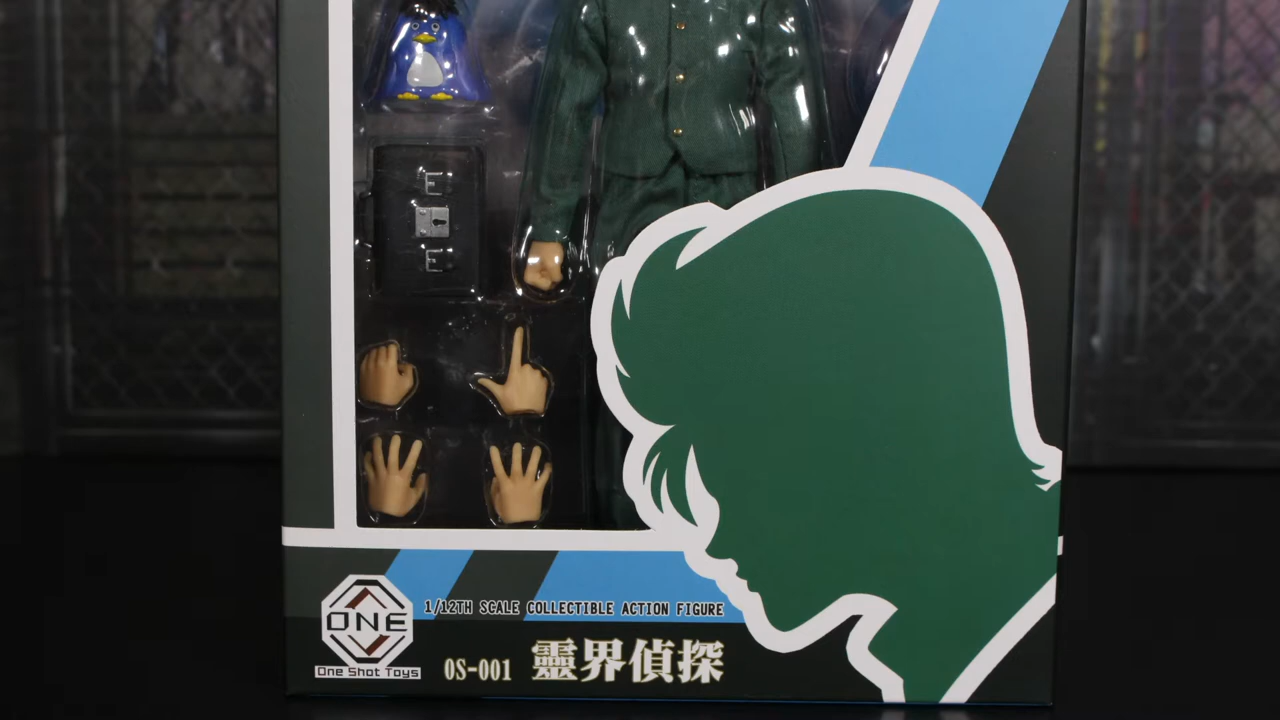 1/12TH SCALE COLLECTIBLE ACTION FIGURE
ONE
One Shot Toys
OS-001 靈界偵探